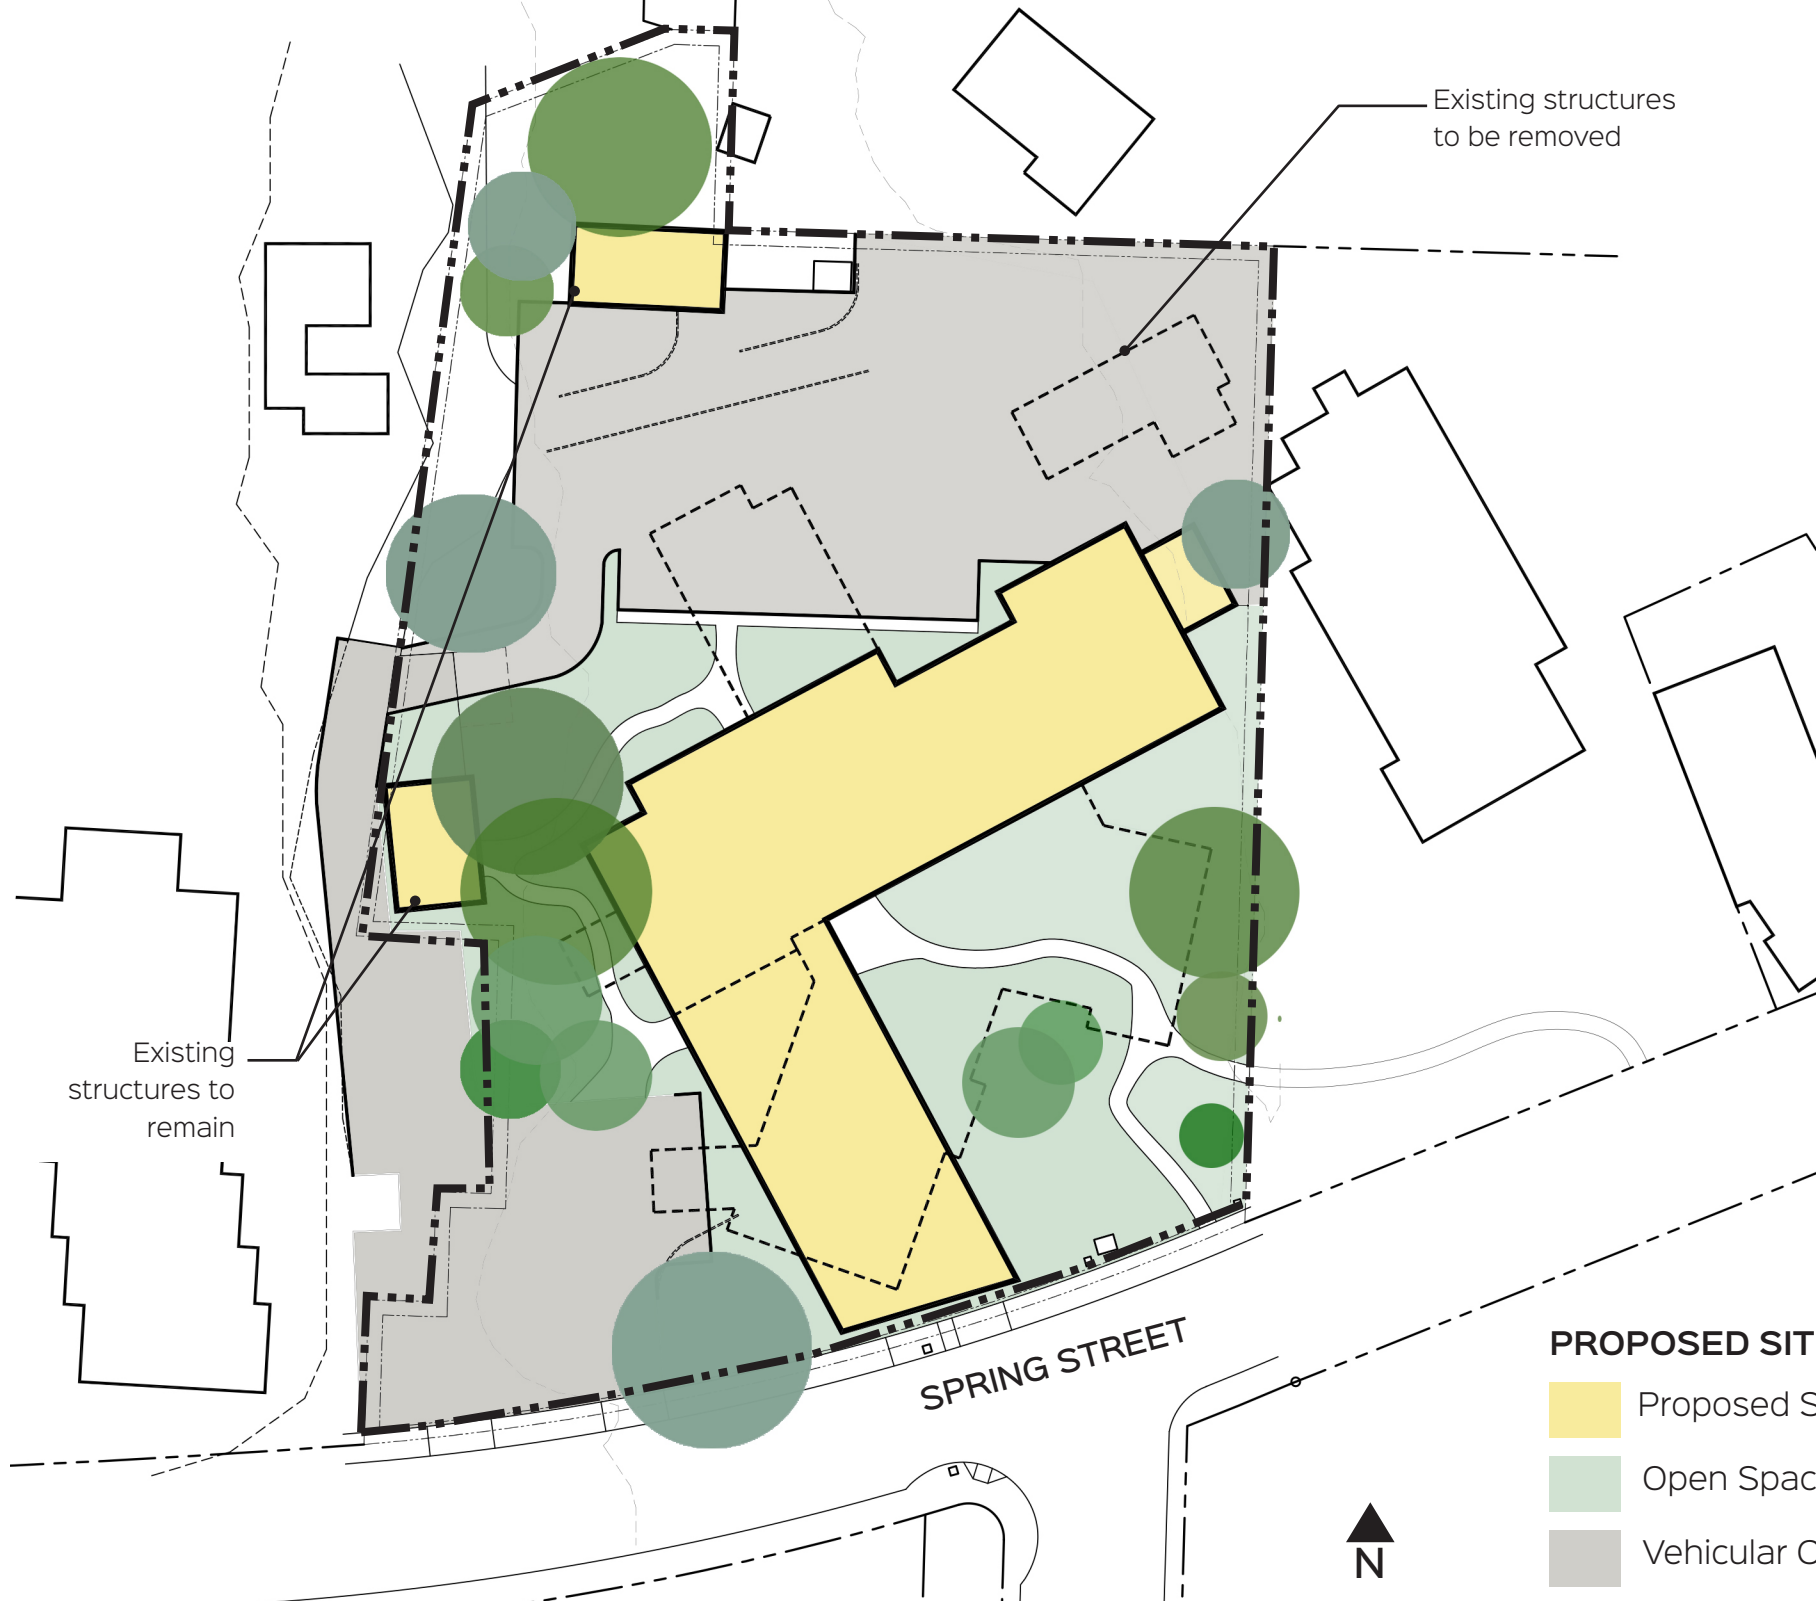 Existing structures
to be removed
Existing
structures to
remain
SPRING STREET
N
PROPOSED SIT
Proposed S
Open Spac
Vehicular